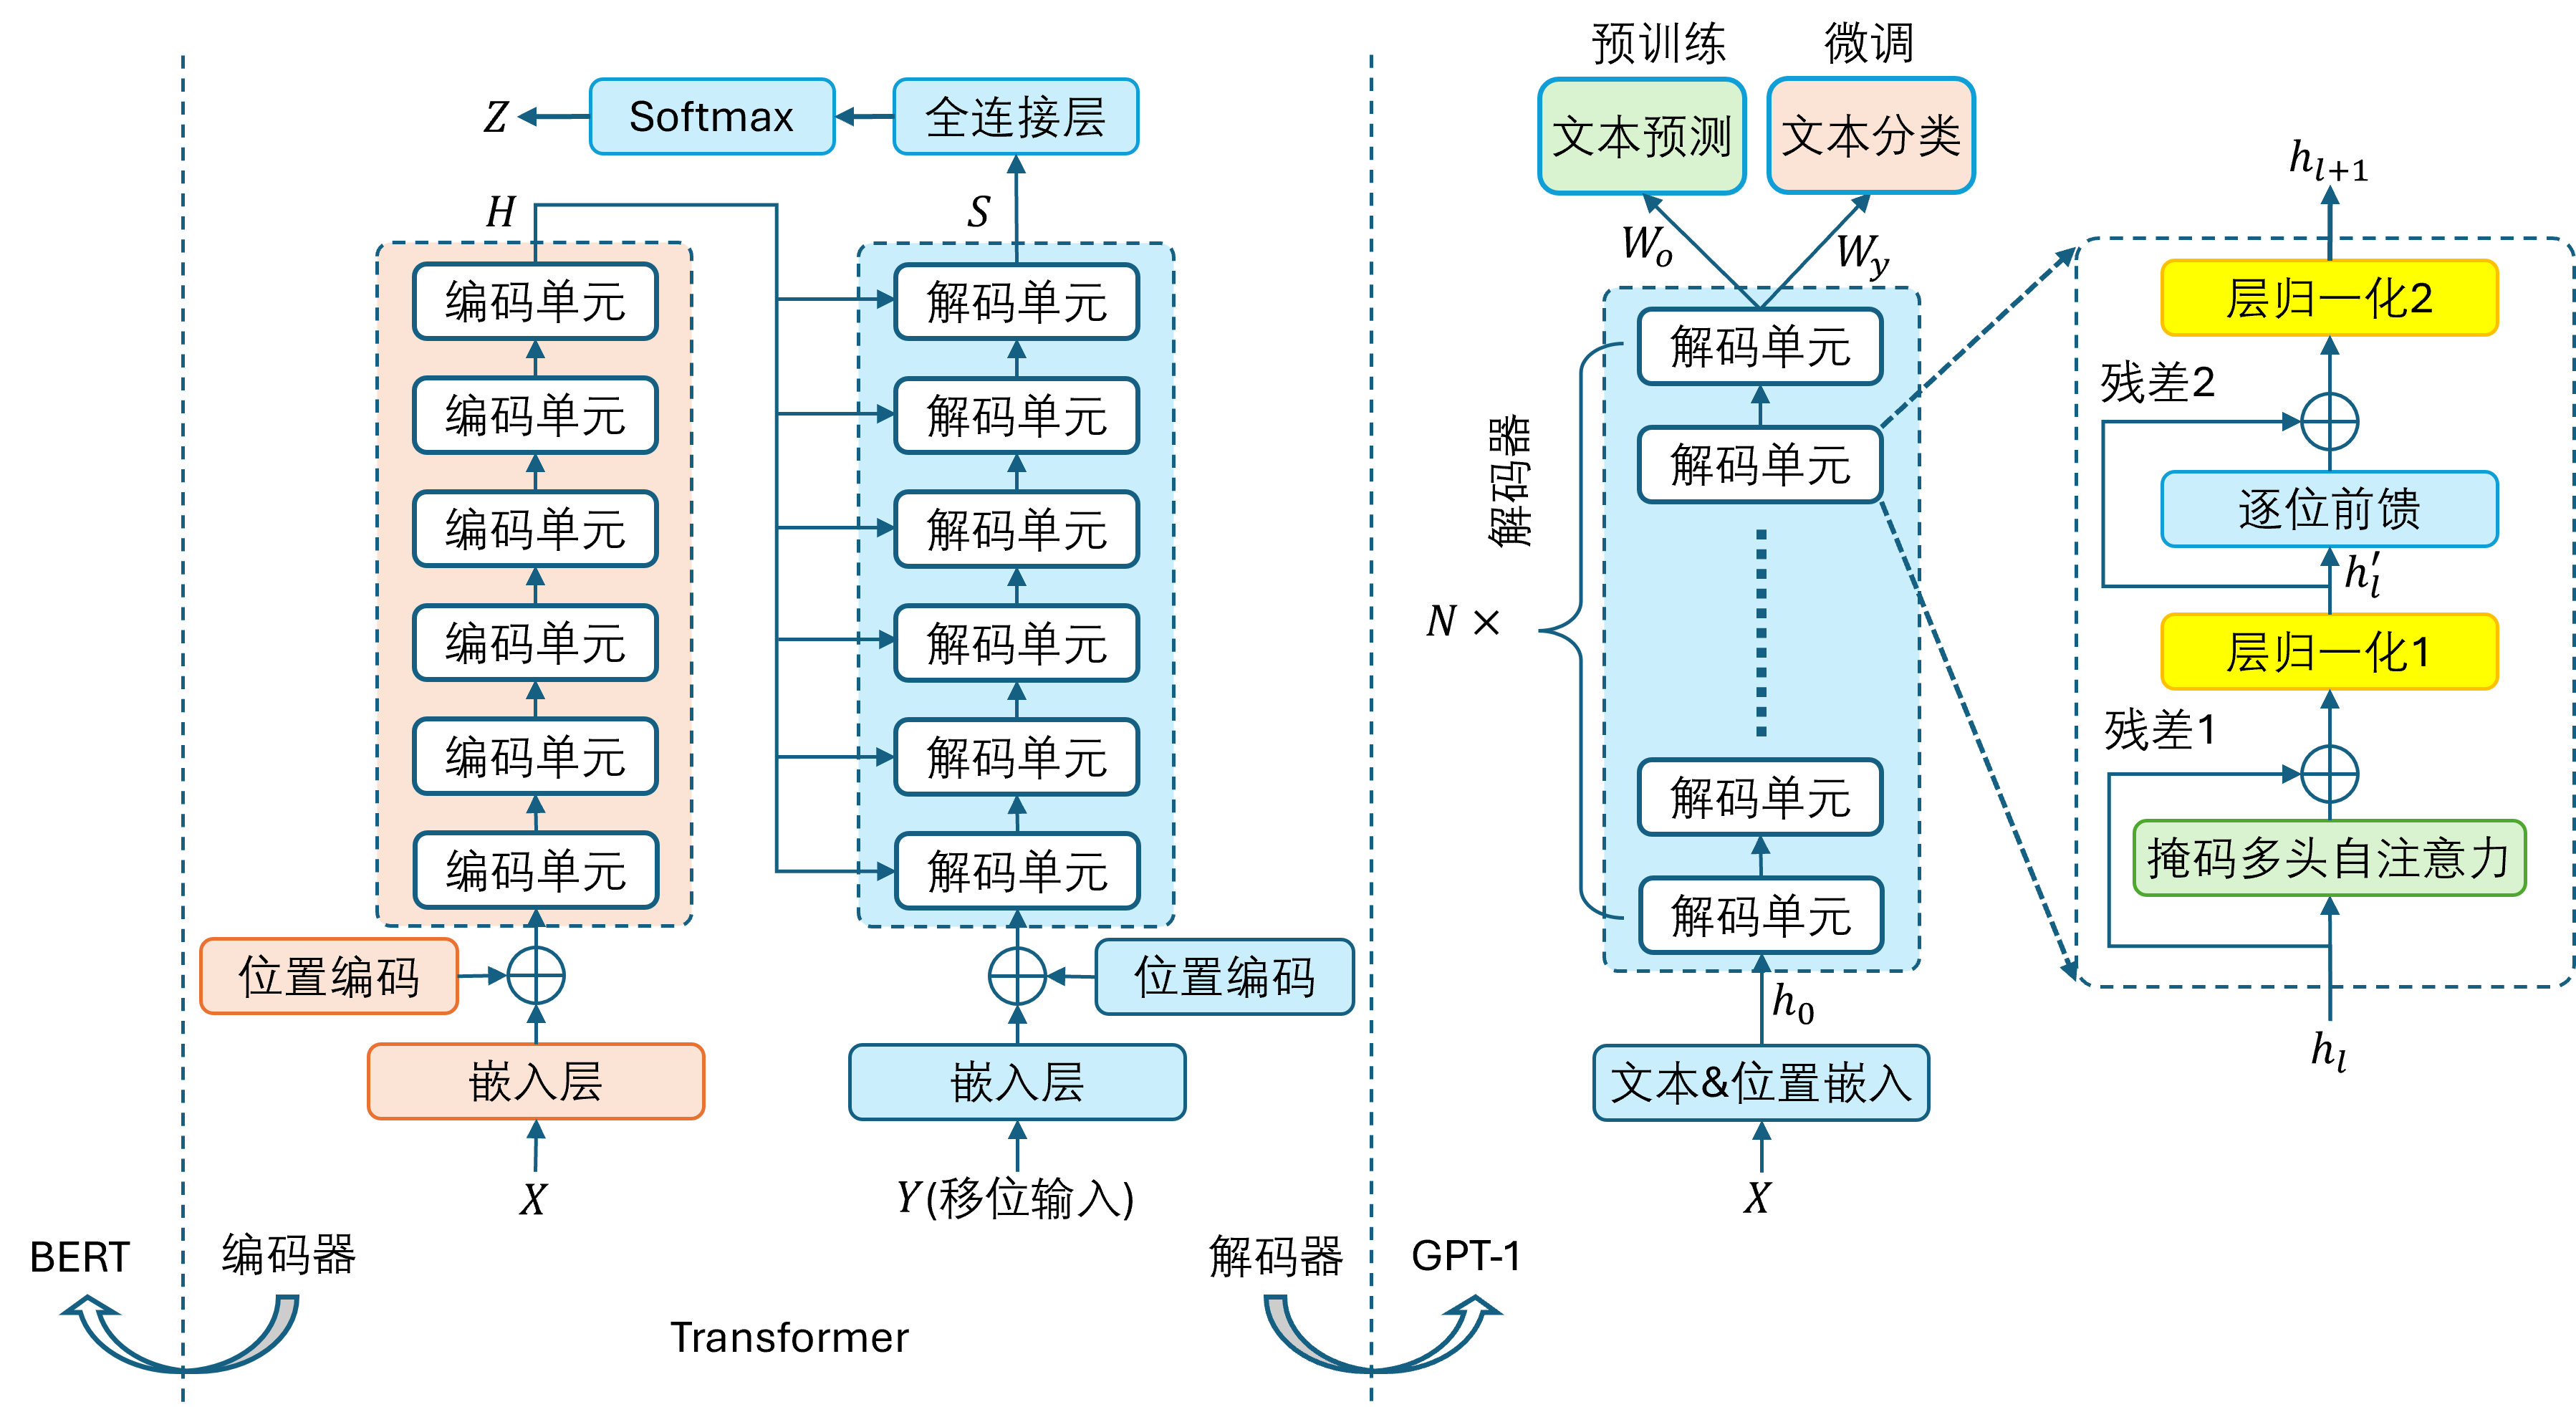 Z
Softmax
全连接层
H
S
编码单元
编码单元
编码单元
编码单元
编码单元
编码单元
解码单元
解码单元
解码单元
解码单元
解码单元
解码单元
位置编码
位置编码
嵌入层
嵌入层
X
Y(移位输入)
BERT
编码器
Transformer
解码器
GPT-1
预训练
微调
文本预测
文本分类
W_o
W_y
解码单元
解码单元
解码器
N ×
解码单元
解码单元
h_0
文本&位置嵌入
X
h_{l+1}
层归一化2
残差2
逐位前馈
h'_l
层归一化1
残差1
掩码多头自注意力
h_l